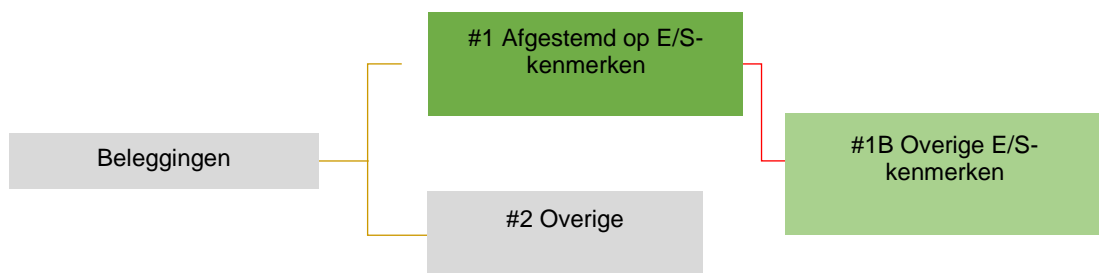 #1 Afgestemd op E/S-
kenmerken
Beleggingen
#1B Overige E/S-
kenmerken
#2 Overige